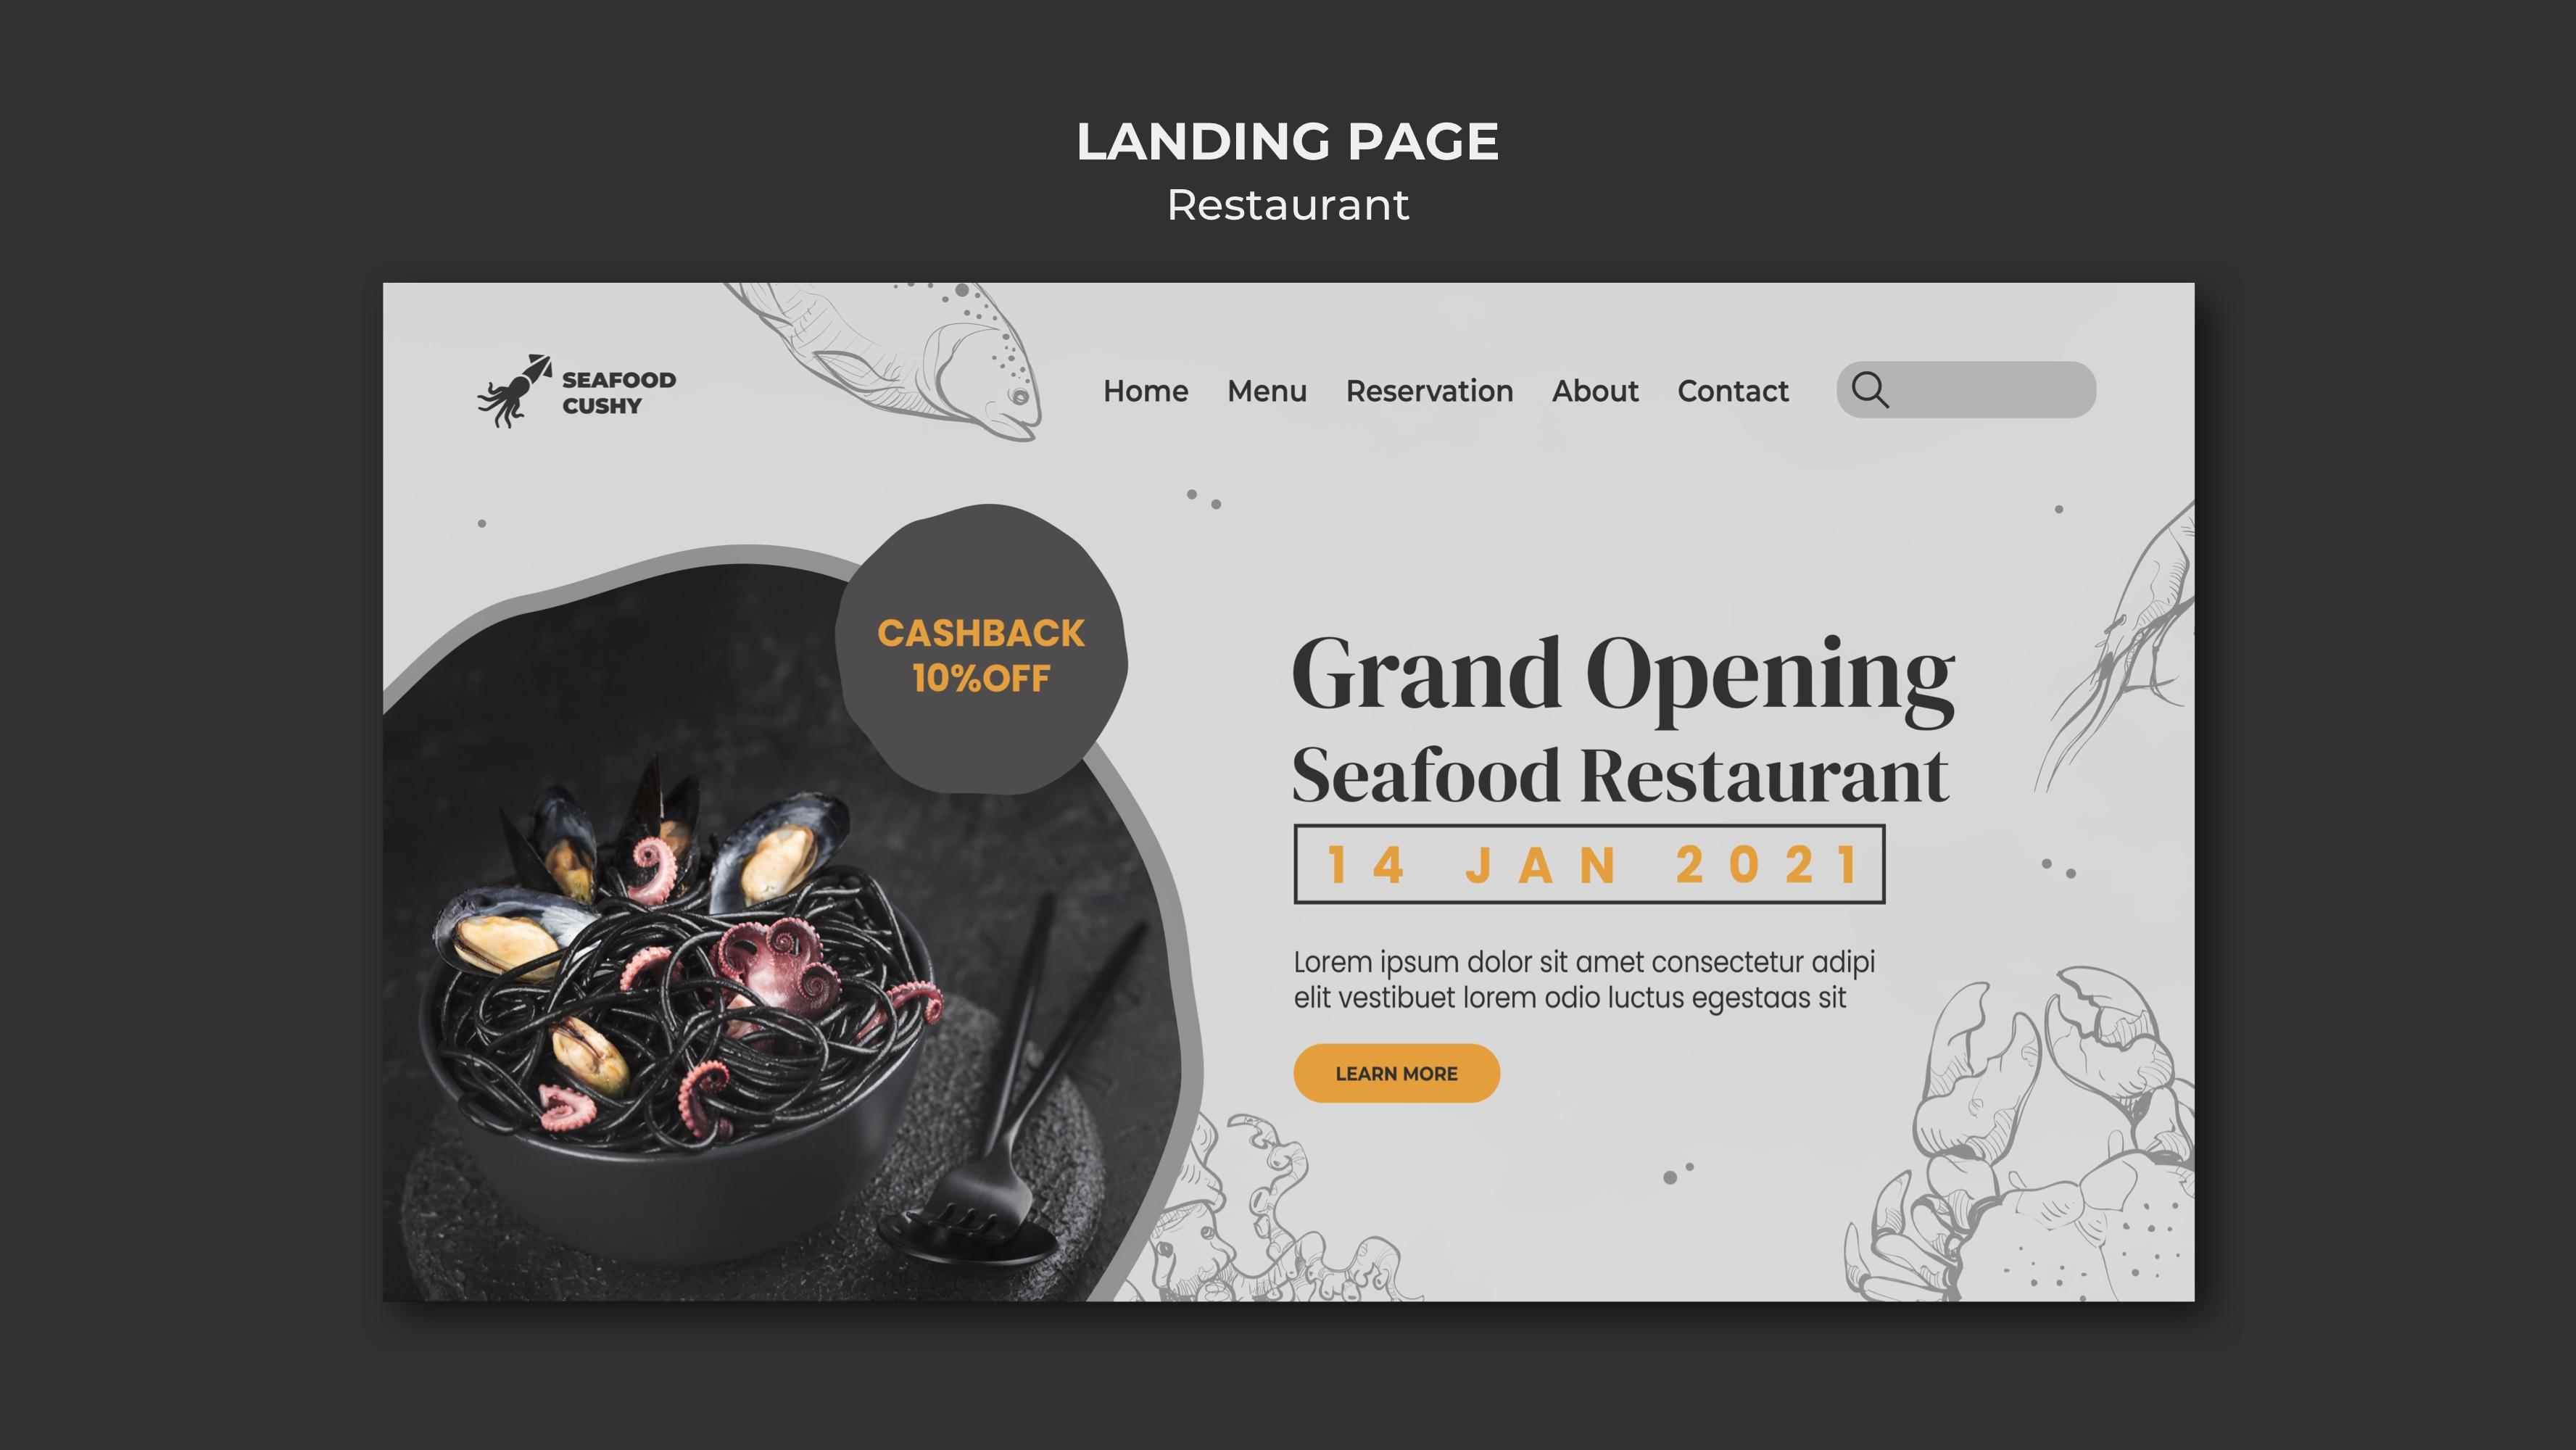 LANDING PAGE
Restaurant
SEAFOOD
CUSHY
Home Menu Reservation About Contact
CASHBACK
10%OFF
Grand Opening
Seafood Restaurant
14 JAN 2021
Lorem ipsum dolor sit amet consectetur adipi
elit vestibuet lorem odio luctus egestaas sit
LEARN MORE